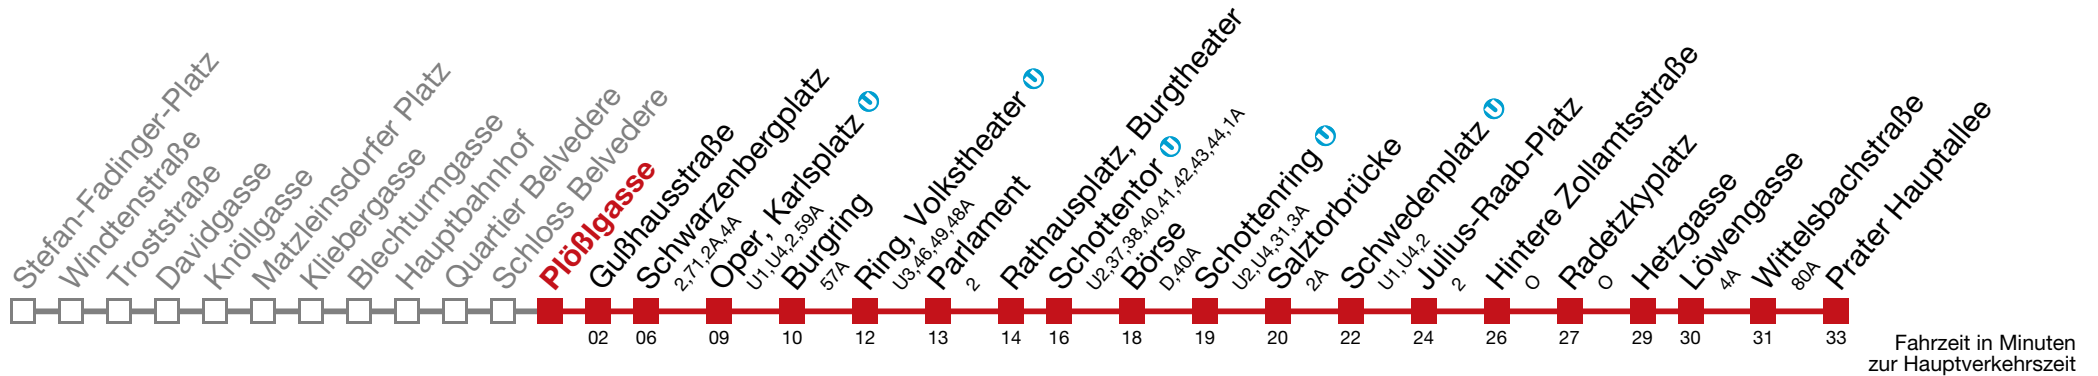 Stefan-Fadinger-Platz
Windtenstraße
Troststraße
Davidgasse
Knöllgasse
Matzleinsdorfer Platz
Kliebergasse
Blechturmgasse
Hauptbahnhof
Quartier Belvedere
Schloss Belvedere
Plößlgasse
Gußhausstraße
Schwarzenbergplatz
2,71,2A,4A
Oper, Karlsplatz U
U1,U4,2,59A
Burgring
57A
Ring, Volkstheater U
U3,46,49,48A
Parlament
2
Rathausplatz, Burgtheater
Schottentor U
U2,37,38,40,41,42,43,44,1A
Börse
D,40A
Schottenring U
U2,U4,31,3A
Salztorbrücke
2A
Schwedenplatz U
U1,U4,2
Julius-Raab-Platz
2
Hintere Zollamtsstraße
O
Radetzkyplatz
O
Hetzgasse
Löwengasse
4A
Wittelsbachstraße
80A
Prater Hauptallee
02 06 09 10 12 13 14 16 18 19 20 22 24 26 27 29 30 31 33
Fahrzeit in Minuten
zur Hauptverkehrszeit